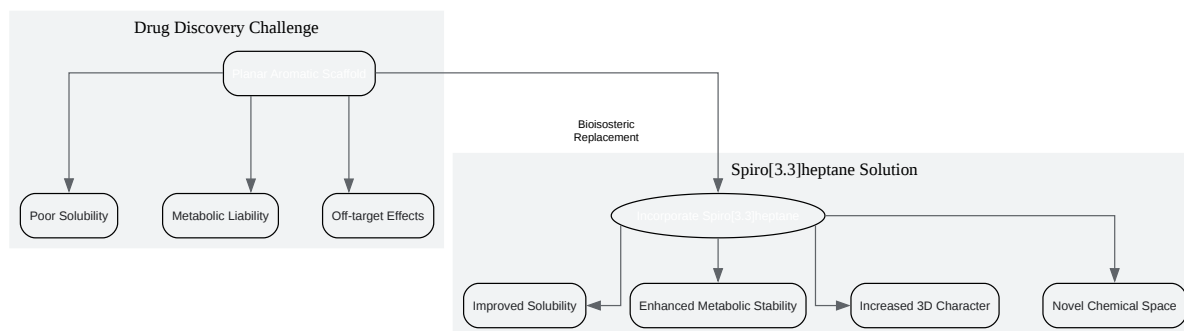 Drug Discovery Challenge
Planar Aromatic Scaffold
Bioisosteric
Replacement
Spiro[3.3]heptane Solution
Poor Solubility
Metabolic Liability
Off-target Effects
Incorporate Spiro[3.3]heptane
Improved Solubility
Enhanced Metabolic Stability
Increased 3D Character
Novel Chemical Space